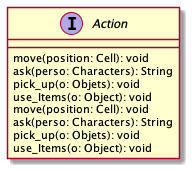 I Action
move(position: Cell): void
ask(perso: Characters): String
pick_up(o: Objets): void
use_Items(o: Object): void
move(position: Cell): void
ask(perso: Characters): String
pick_up(o: Objets): void
use_Items(o: Object): void